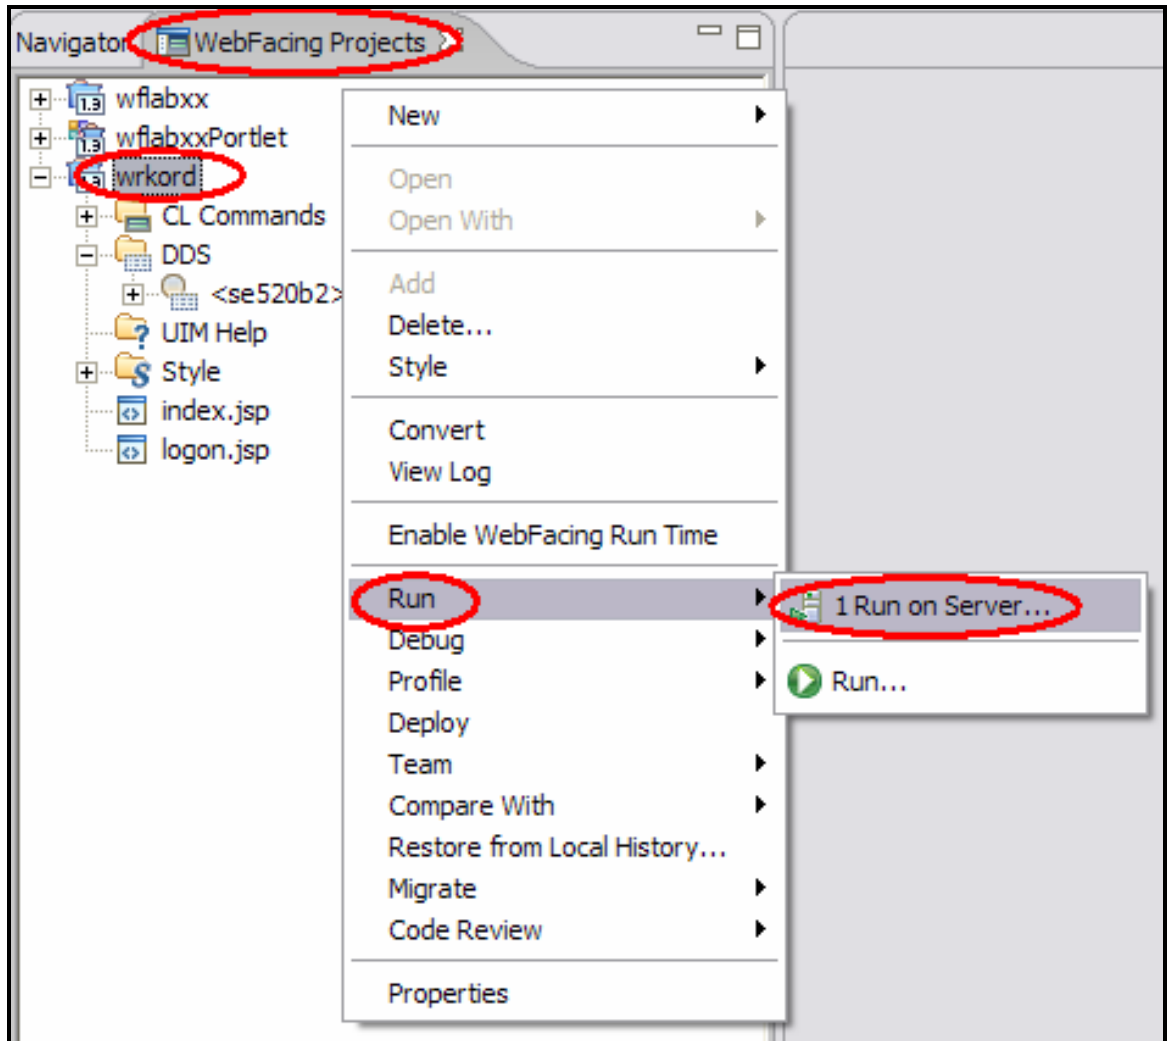 Navigator WebFacing Projects
wflabxx
wflabxxPortlet
wrkord
CL Commands
DDS
<se520b2>
UIM Help
Style
index.jsp
logon.jsp
New
Open
Open With
Add
Delete...
Style
Convert
View Log
Enable WebFacing Run Time
Run
Debug
Profile
Deploy
Team
Compare With
Restore from Local History...
Migrate
Code Review
Properties
1 Run on Server...
Run...